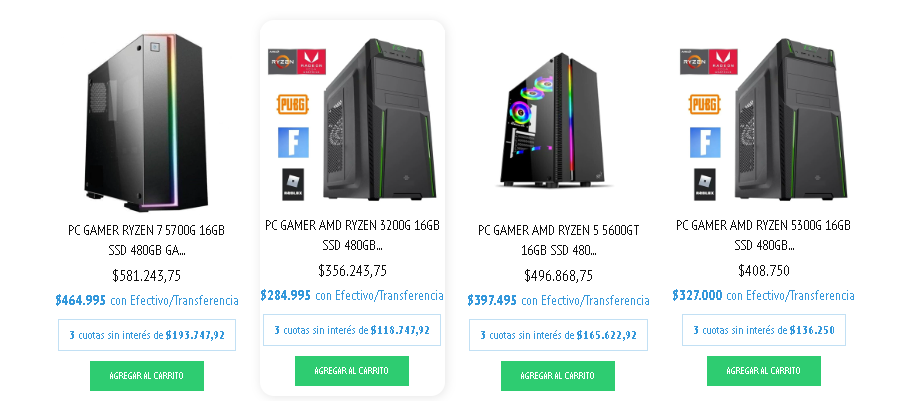 PC GAMER RYZEN 7 5700G 16GB
SSD 480GB GA...
$581.243,75
$464.995 con Efectivo/Transferencia
3 cuotas sin interés de $193.747,92
AGREGAR AL CARRITO
RYZEN
RADEON
PUBG
F
ROBLOX
PC GAMER AMD RYZEN 3200G 16GB
SSD 480GB...
$356.243,75
$284.995 con Efectivo/Transferencia
3 cuotas sin interés de $118.747,92
AGREGAR AL CARRITO
PC GAMER AMD RYZEN 5 5600GT
16GB SSD 480...
$496.868,75
$397.495 con Efectivo/Transferencia
3 cuotas sin interés de $165.622,92
AGREGAR AL CARRITO
RYZEN
RADEON
PUBG
F
ROBLOX
PC GAMER AMD RYZEN 5300G 16GB
SSD 480GB...
$408.750
$327.000 con Efectivo/Transferencia
3 cuotas sin interés de $136.250
AGREGAR AL CARRITO